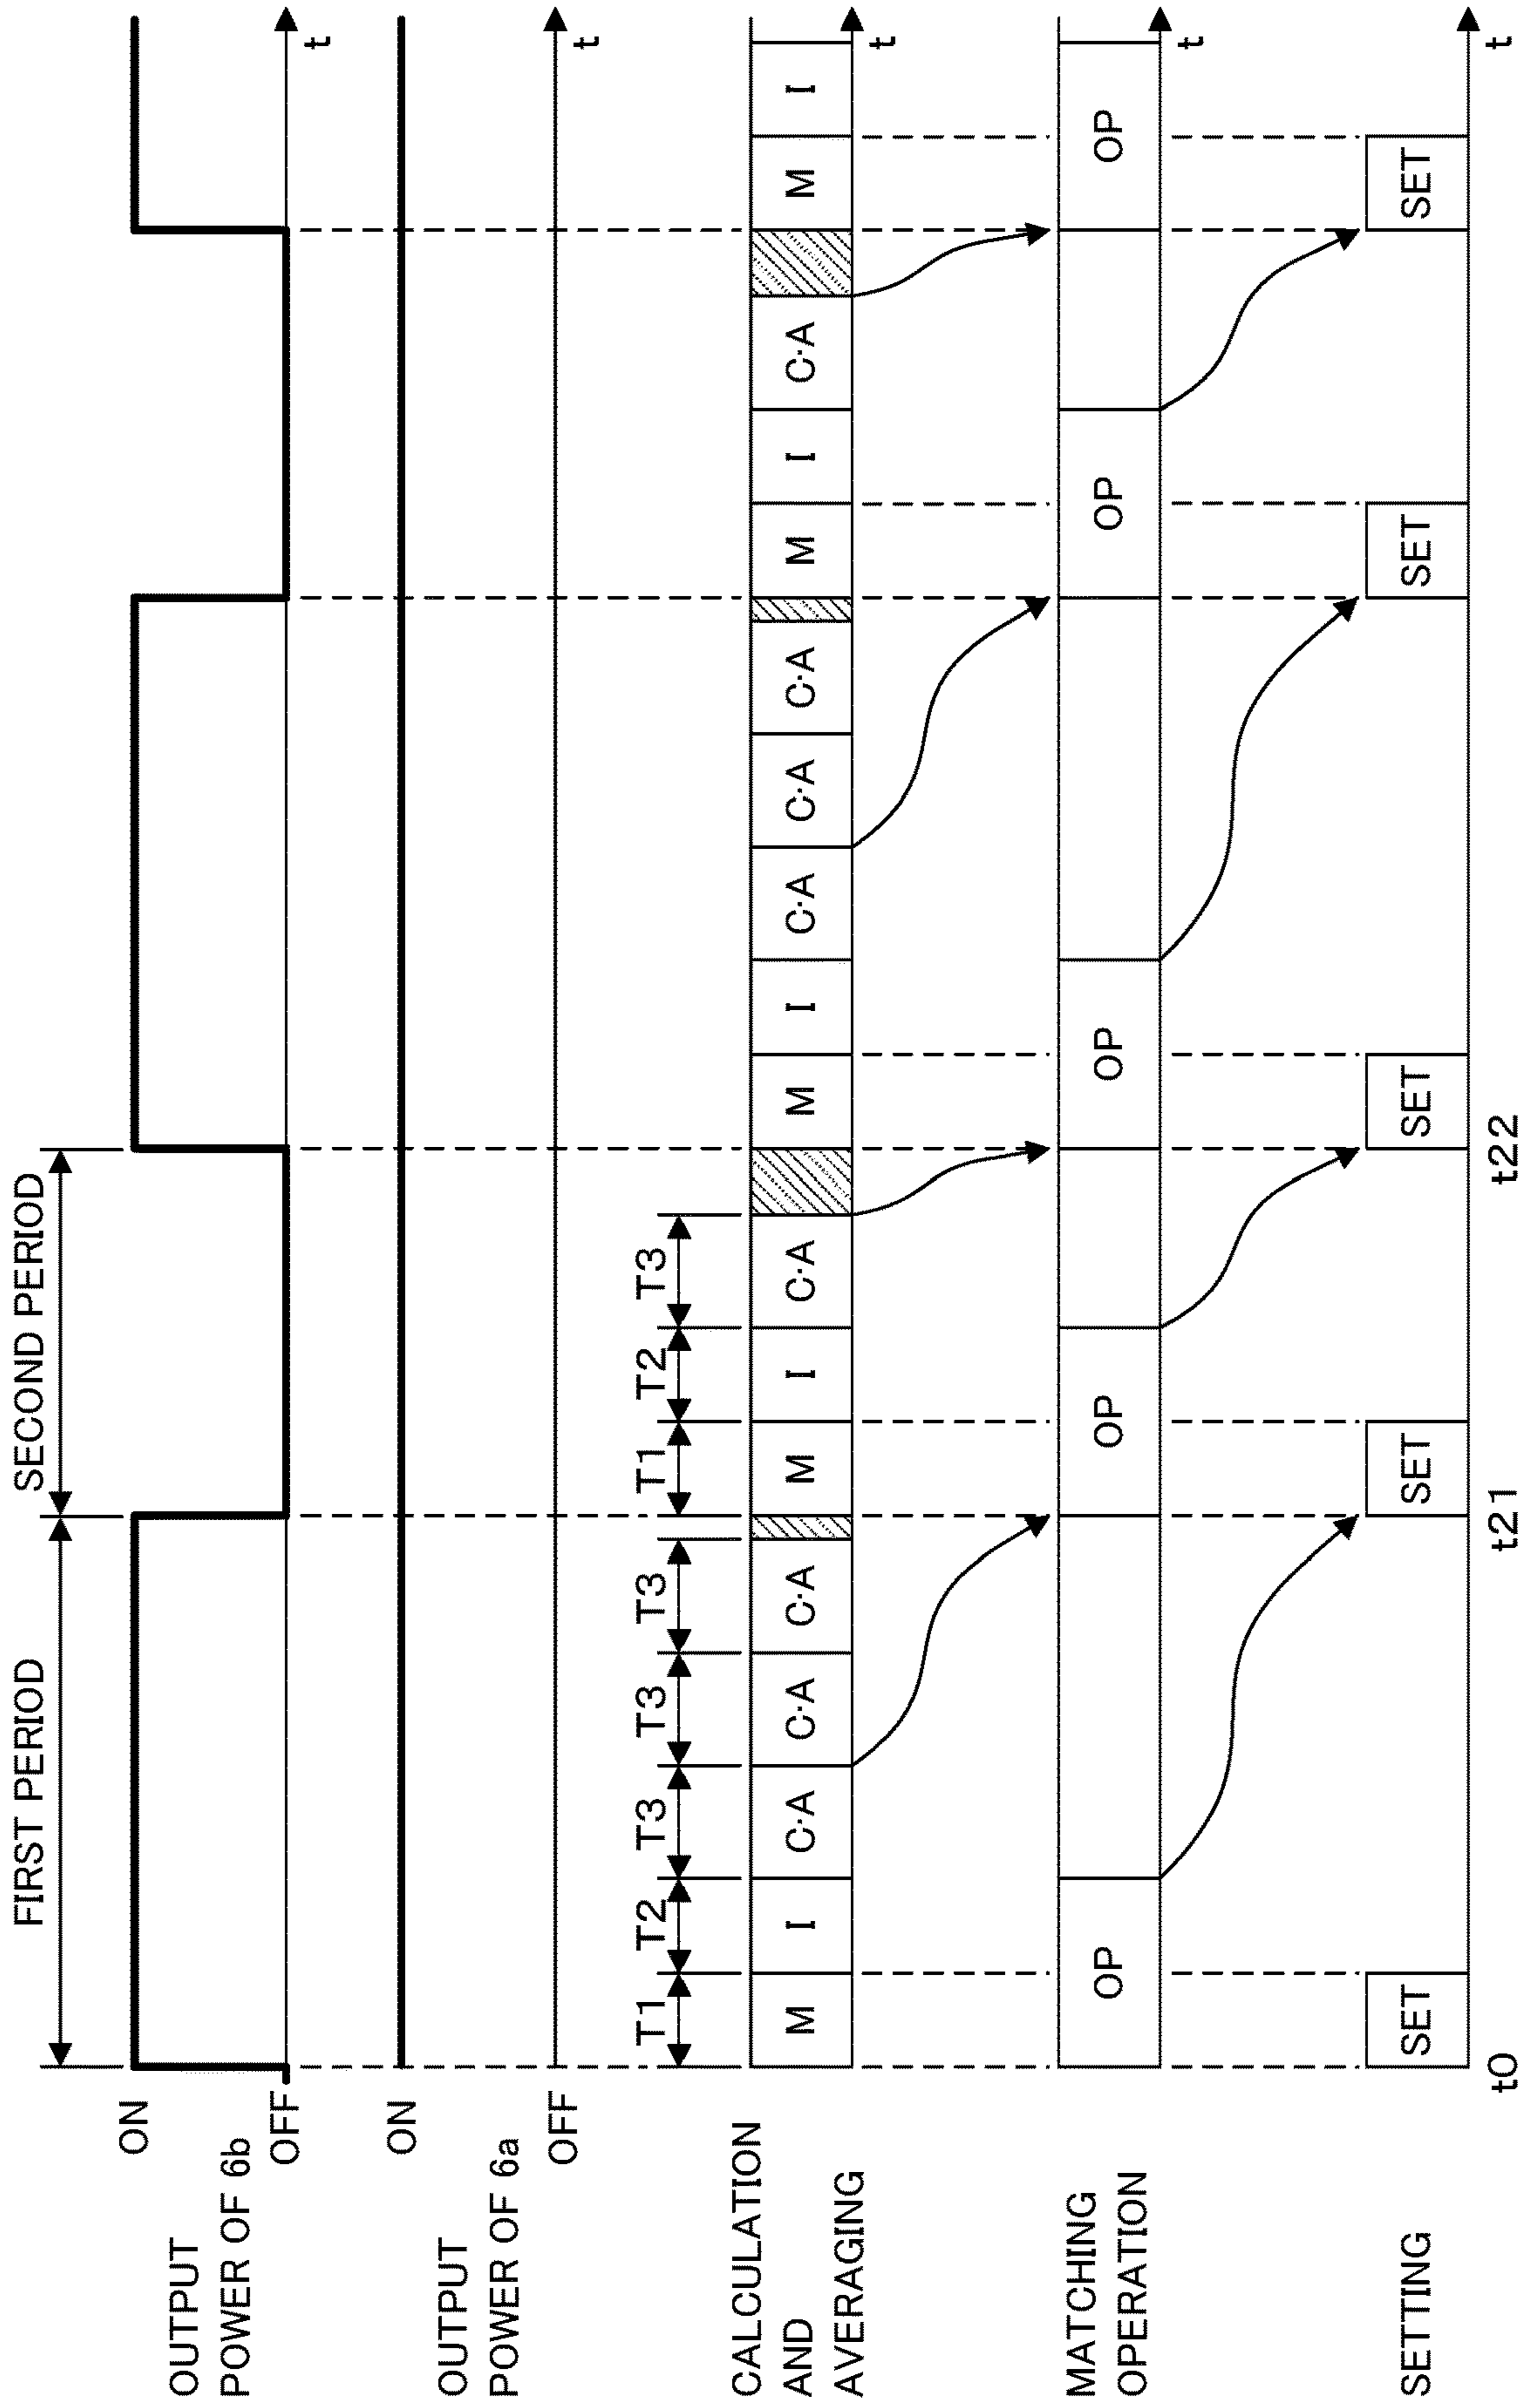 FIRST PERIOD
SECOND PERIOD
OUTPUT
POWER OF 6b
ON
OFF
t
OUTPUT
POWER OF 6a
ON
OFF
t
T1
T2
T3
T3
T3
T1
T2
T3
CALCULATION
AND
AVERAGING
M
I
C·A
C·A
C·A
M
I
C·A
M
I
C·A
C·A
C·A
M
I
C·A
M
I
t
MATCHING
OPERATION
OP
OP
OP
OP
OP
t
SETTING
SET
SET
SET
SET
SET
t
t0
t21
t22